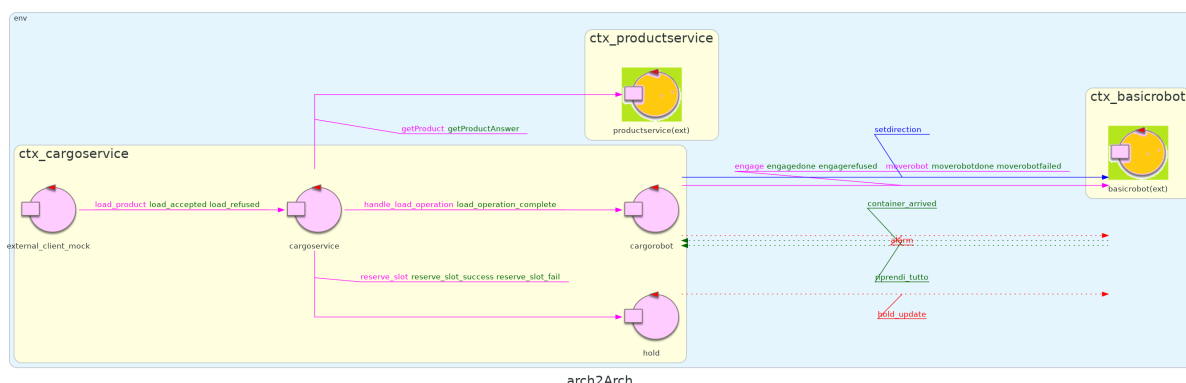 env
ctx_productservice
productservice(ext)
ctx_basicrobot
basicrobot(ext)
getProduct getProductAnswer
setdirection
engage engagedone engagerefused moverobot moverobotdone moverobotfailed
ctx_cargoservice
load_product load_accepted load_refused
handle_load_operation load_operation_complete
external_client_mock
cargoservice
cargorobot
container_arrived
alarm
riprendi_tutto
reserve_slot reserve_slot_success reserve_slot_fail
hold_update
hold
arch2Arch